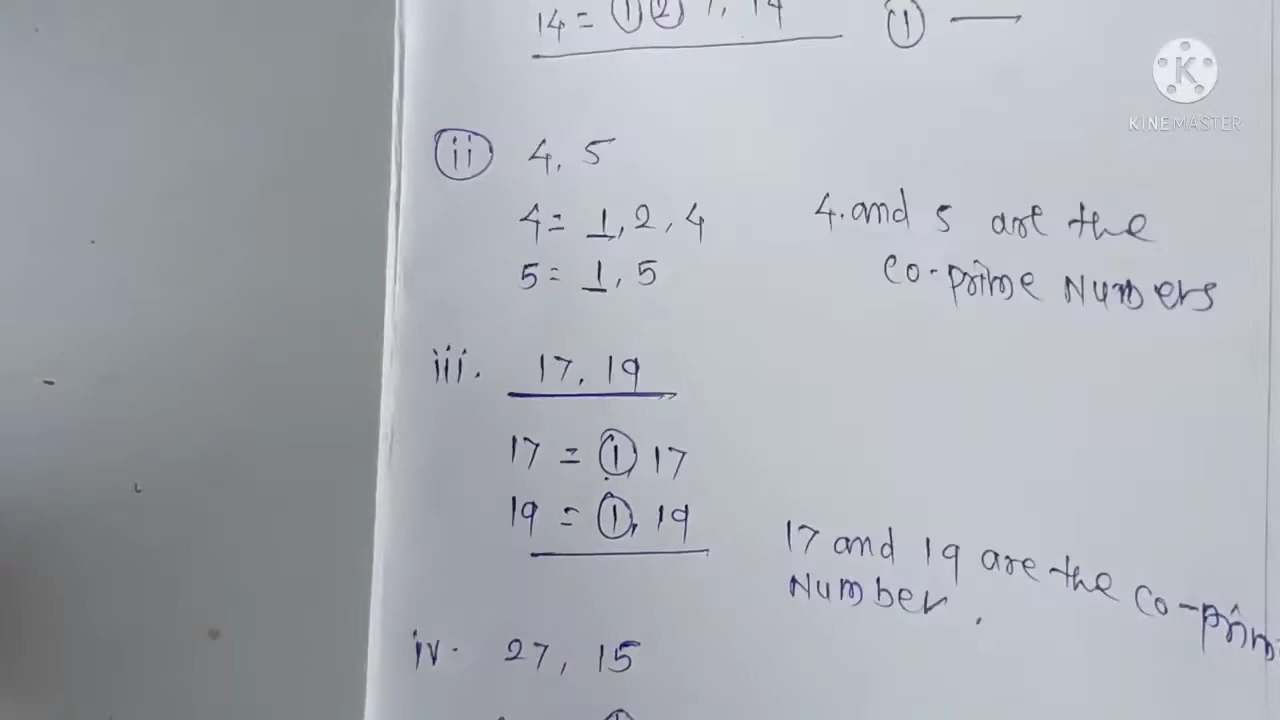 14 = ① ② 7, 14 ① —
ii 4, 5
4 = 1, 2, 4
5 = 1, 5
4. and 5 are the
co-prime Numbers
iii. 17, 19
17 = ① 17
19 = ①, 19
17 and 19 are the co-prim
Number.
iv. 27, 15
KINEMASTER